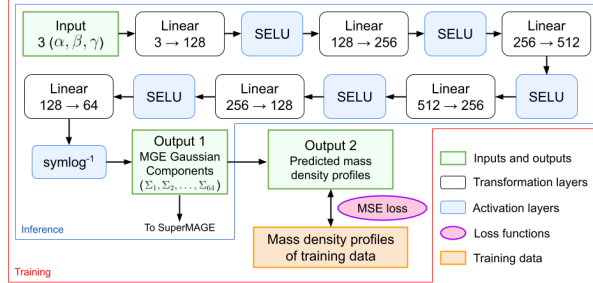 Input
3 (α, β, γ)
Linear
3 → 128
SELU
Linear
128 → 256
SELU
Linear
256 → 512
Linear
128 → 64
SELU
Linear
256 → 128
SELU
Linear
512 → 256
SELU
symlog⁻¹
Output 1
MGE Gaussian
Components
(Σ₁, Σ₂, . . . , Σ₆₄)
Output 2
Predicted mass
density profiles
MSE loss
To SuperMAGE
Inference
Mass density profiles
of training data
Training
Inputs and outputs
Transformation layers
Activation layers
Loss functions
Training data